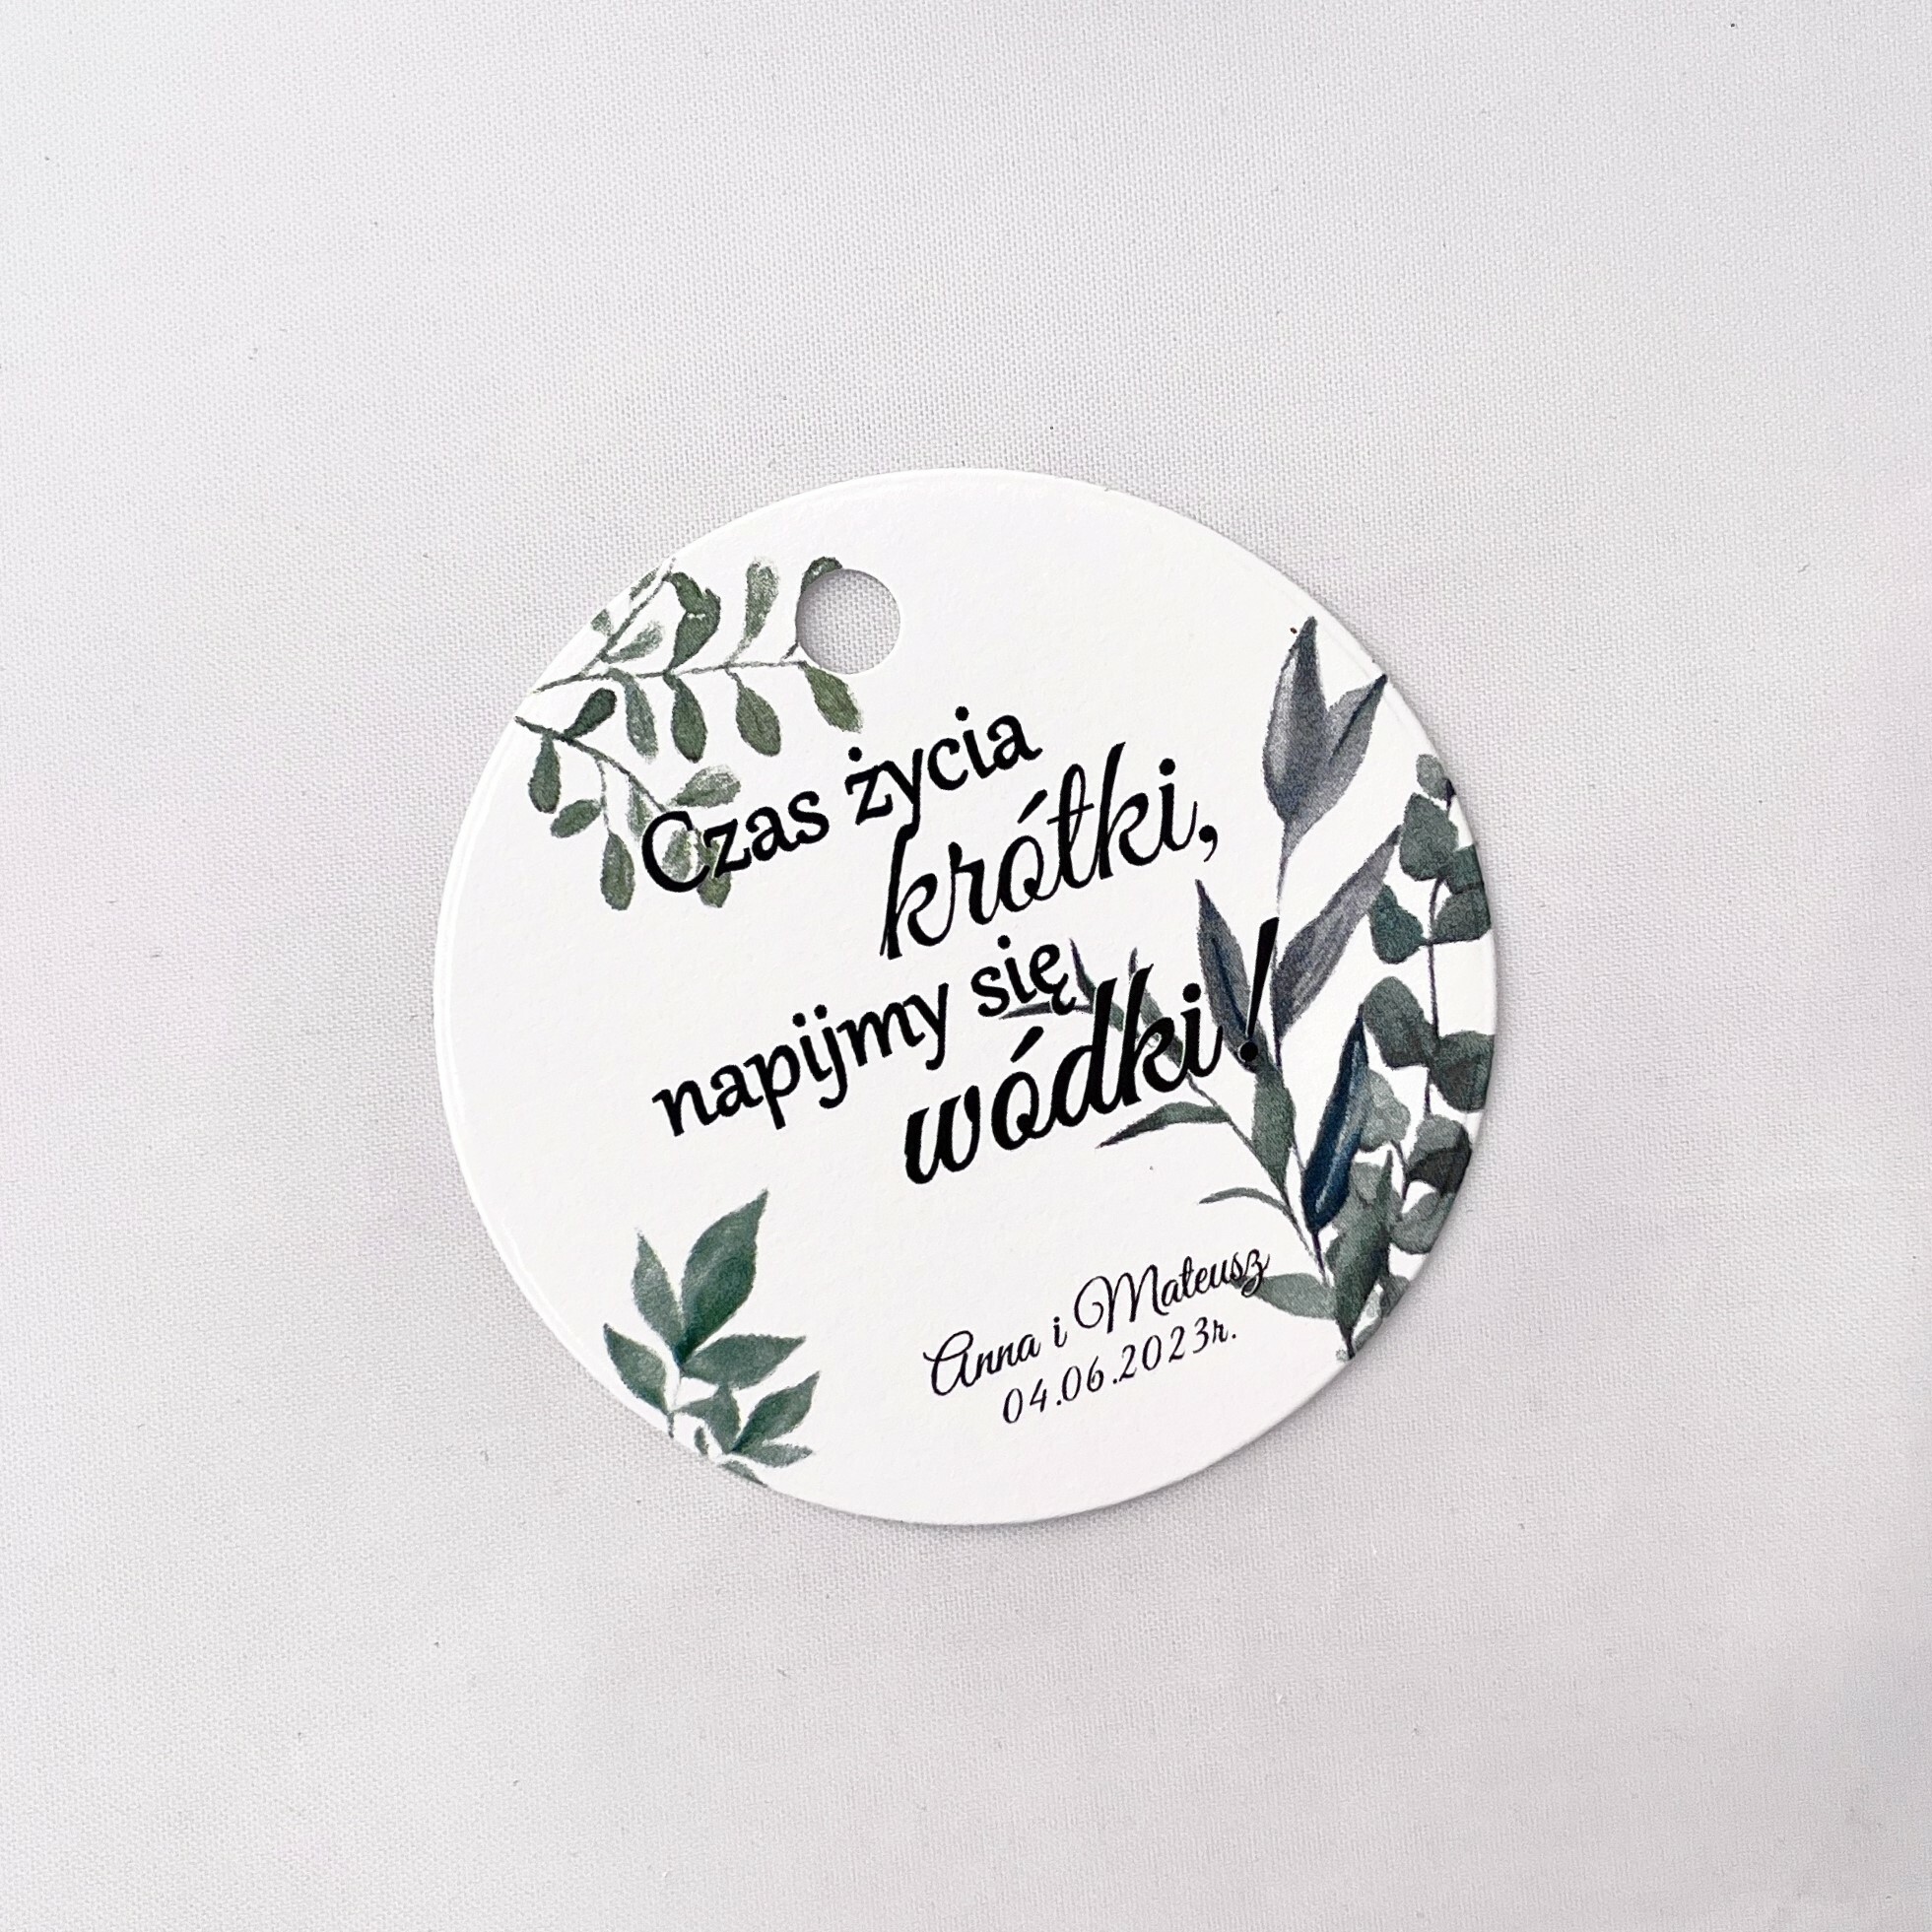 Czas życia
krótki,
napijmy się
wódki!
Anna i Mateusz
04.06.2023r.